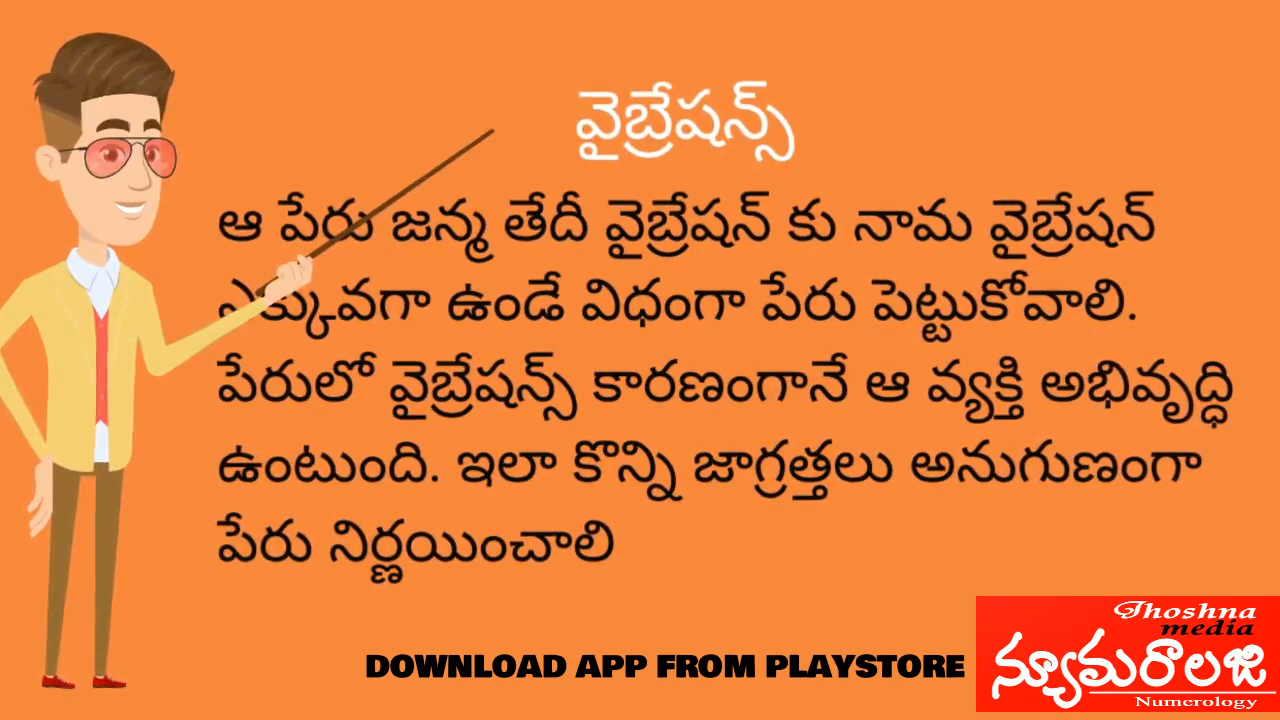 వైబ్రేషన్స్
ఆ పేరు జన్మ తేదీ వైబ్రేషన్ కు నామ వైబ్రేషన్
ఎక్కువగా ఉండే విధంగా పేరు పెట్టుకోవాలి.
పేరులో వైబ్రేషన్స్ కారణంగానే ఆ వ్యక్తి అభివృద్ధి
ఉంటుంది. ఇలా కొన్ని జాగ్రత్తలు అనుగుణంగా
పేరు నిర్ణయించాలి
DOWNLOAD APP FROM PLAYSTORE
Jhoshna
media
న్యూమరాలజి
Numerology